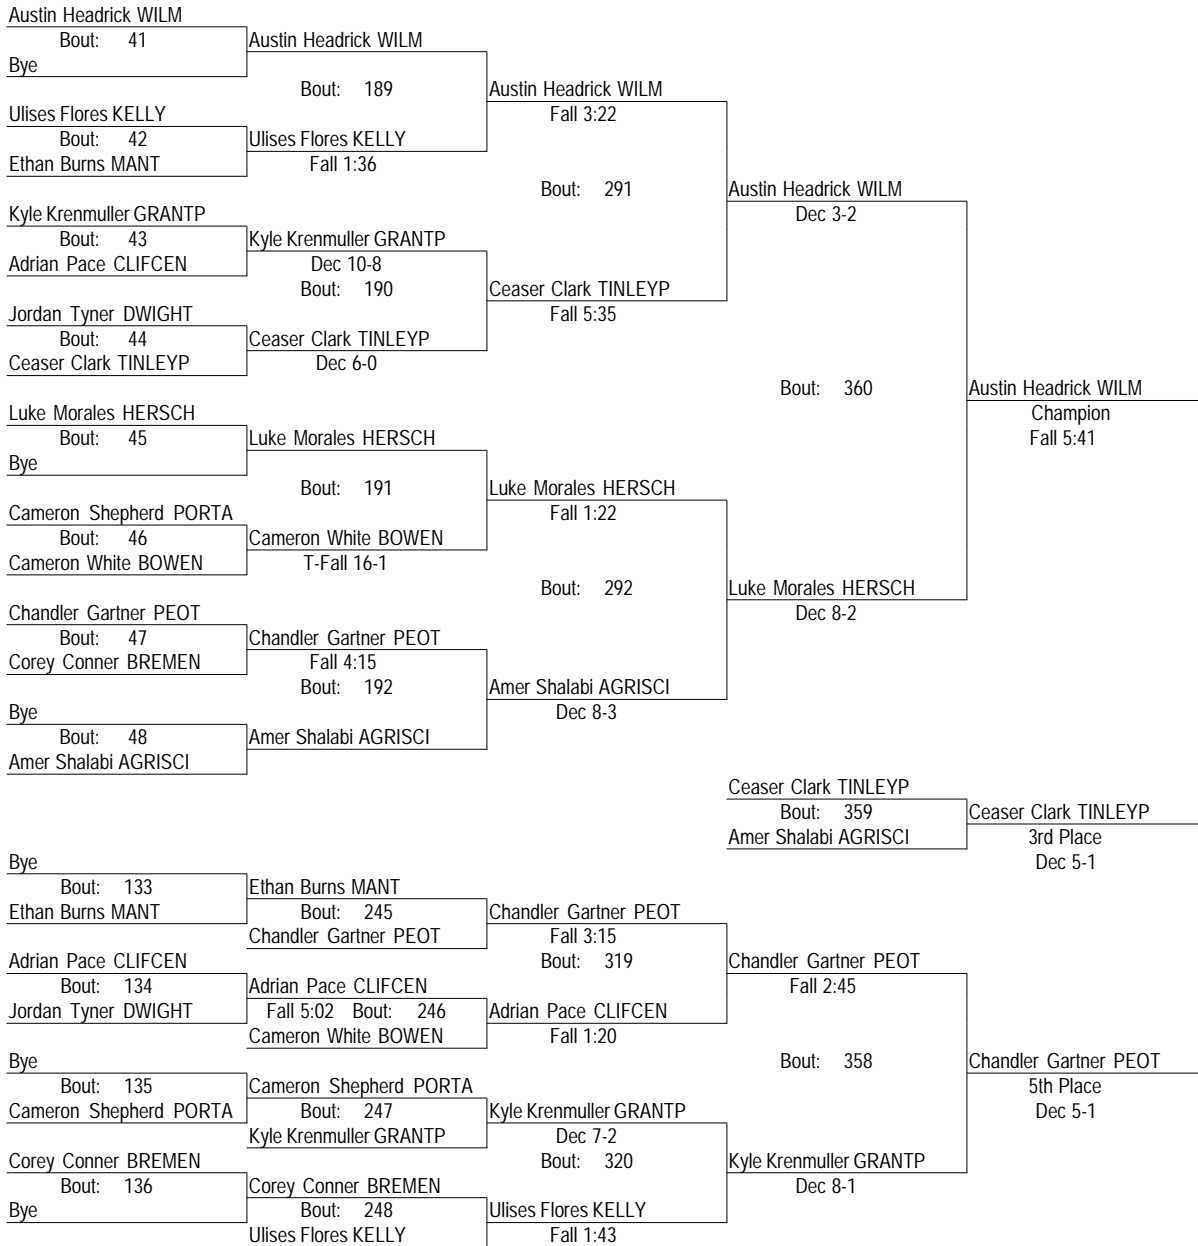 Austin Headrick WILM
Bout: 41
Austin Headrick WILM
Bye
Bout: 189
Austin Headrick WILM
Ulises Flores KELLY
Fall 3:22
Bout: 42
Ulises Flores KELLY
Ethan Burns MANT
Fall 1:36
Bout: 291
Austin Headrick WILM
Kyle Krenmuller GRANTP
Dec 3-2
Bout: 43
Kyle Krenmuller GRANTP
Adrian Pace CLIFCEN
Dec 10-8
Bout: 190
Ceaser Clark TINLEYP
Jordan Tyner DWIGHT
Fall 5:35
Bout: 44
Ceaser Clark TINLEYP
Ceaser Clark TINLEYP
Dec 6-0
Bout: 360
Austin Headrick WILM
Luke Morales HERSCH
Champion
Bout: 45
Luke Morales HERSCH
Fall 5:41
Bye
Bout: 191
Luke Morales HERSCH
Cameron Shepherd PORTA
Fall 1:22
Bout: 46
Cameron White BOWEN
Cameron White BOWEN
T-Fall 16-1
Bout: 292
Luke Morales HERSCH
Chandler Gartner PEOT
Dec 8-2
Bout: 47
Chandler Gartner PEOT
Corey Conner BREMEN
Fall 4:15
Bout: 192
Amer Shalabi AGRISCI
Bye
Dec 8-3
Bout: 48
Amer Shalabi AGRISCI
Amer Shalabi AGRISCI
Ceaser Clark TINLEYP
Bout: 359
Ceaser Clark TINLEYP
Amer Shalabi AGRISCI
3rd Place
Dec 5-1
Bye
Bout: 133
Ethan Burns MANT
Ethan Burns MANT
Bout: 245
Chandler Gartner PEOT
Chandler Gartner PEOT
Fall 3:15
Adrian Pace CLIFCEN
Bout: 319
Chandler Gartner PEOT
Bout: 134
Adrian Pace CLIFCEN
Fall 2:45
Jordan Tyner DWIGHT
Fall 5:02 Bout: 246
Adrian Pace CLIFCEN
Cameron White BOWEN
Fall 1:20
Bye
Bout: 358
Chandler Gartner PEOT
Bout: 135
Cameron Shepherd PORTA
5th Place
Cameron Shepherd PORTA
Bout: 247
Kyle Krenmuller GRANTP
Dec 5-1
Kyle Krenmuller GRANTP
Dec 7-2
Corey Conner BREMEN
Bout: 320
Kyle Krenmuller GRANTP
Bout: 136
Corey Conner BREMEN
Dec 8-1
Bye
Bout: 248
Ulises Flores KELLY
Ulises Flores KELLY
Fall 1:43